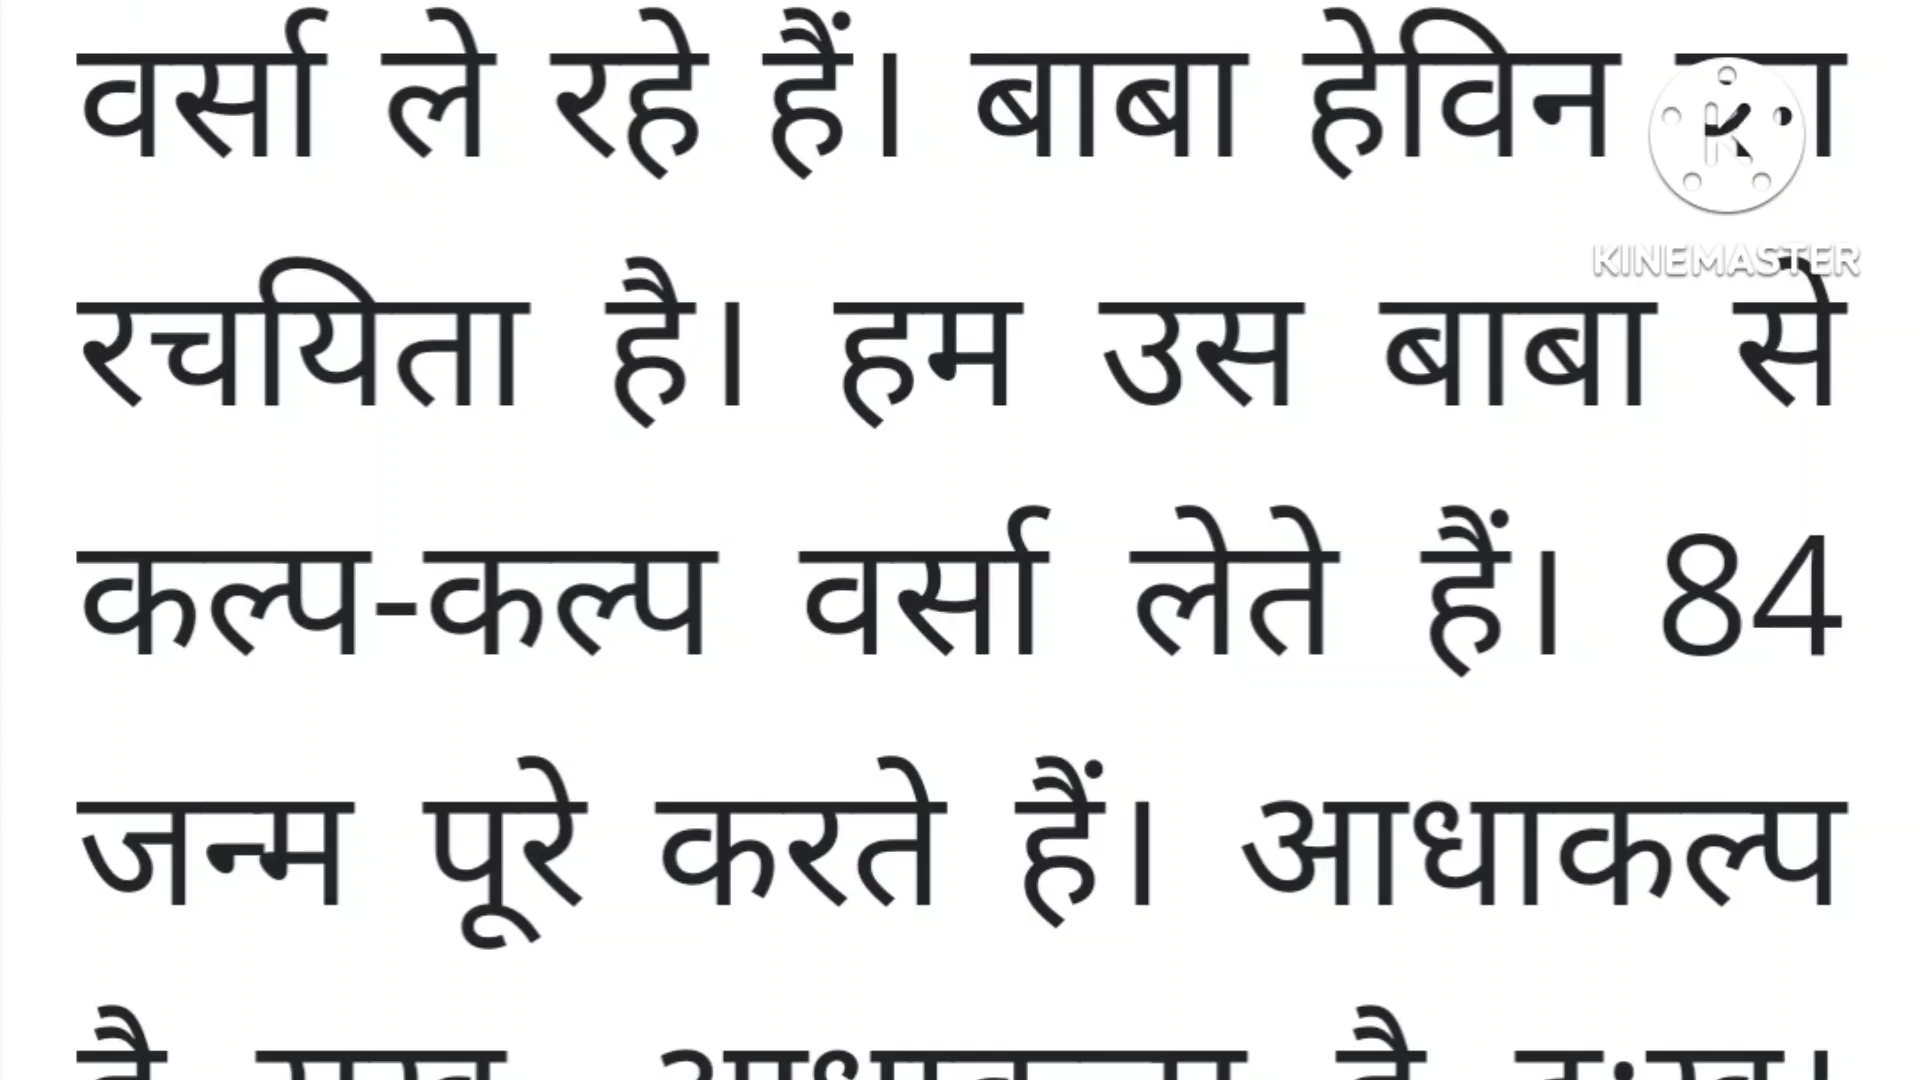 वर्सा ले रहे हैं। बाबा हेविन का
KINEMASTER
रचयिता है। हम उस बाबा से
कल्प-कल्प वर्सा लेते हैं। 84
जन्म पूरे करते हैं। आधाकल्प